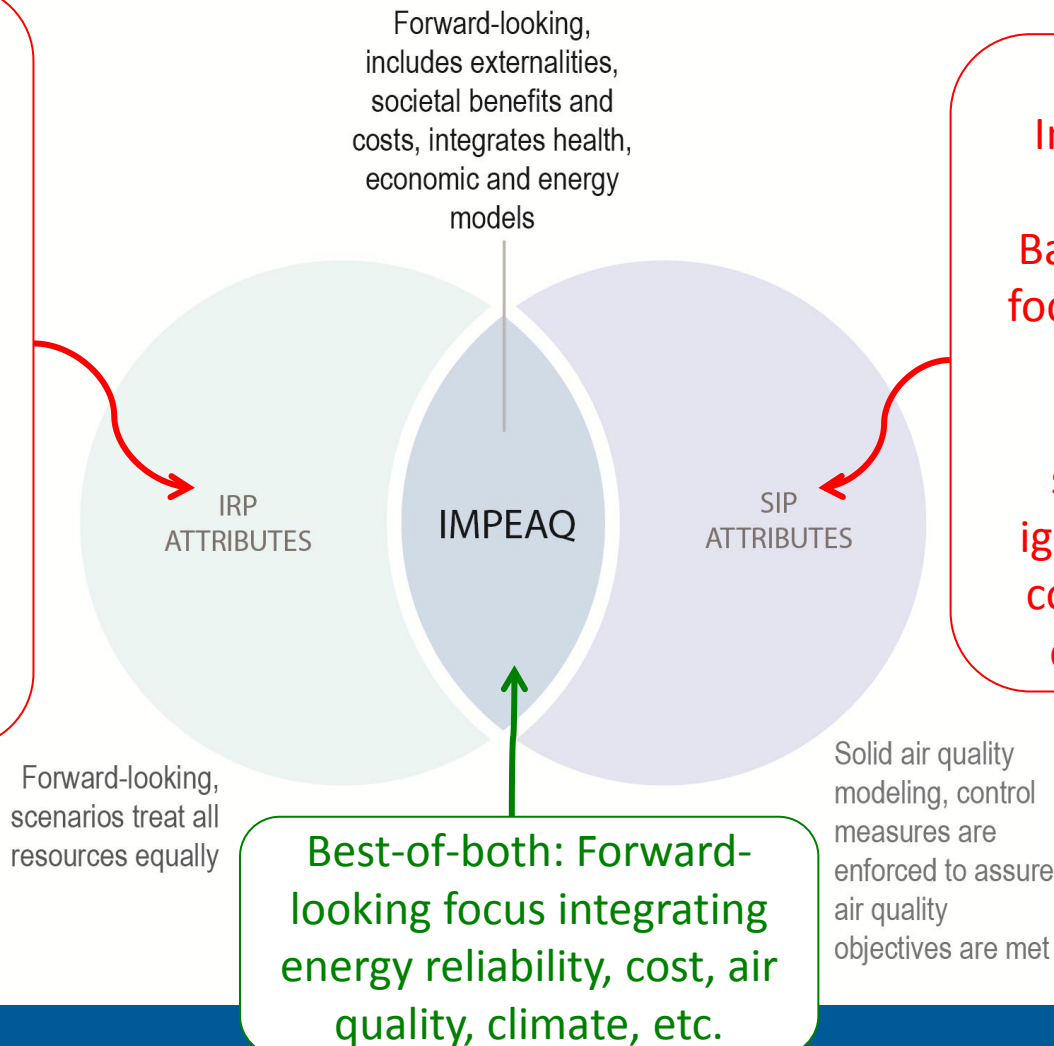 Forward-looking,
includes externalities,
societal benefits and
costs, integrates health,
economic and energy
models
IRP
ATTRIBUTES
IMPEAQ
SIP
ATTRIBUTES
Forward-looking,
scenarios treat all
resources equally
Best-of-both: Forward-
looking focus integrating
energy reliability, cost, air
quality, climate, etc.
Solid air quality
modeling, control
measures are
enforced to assure
air quality
objectives are met